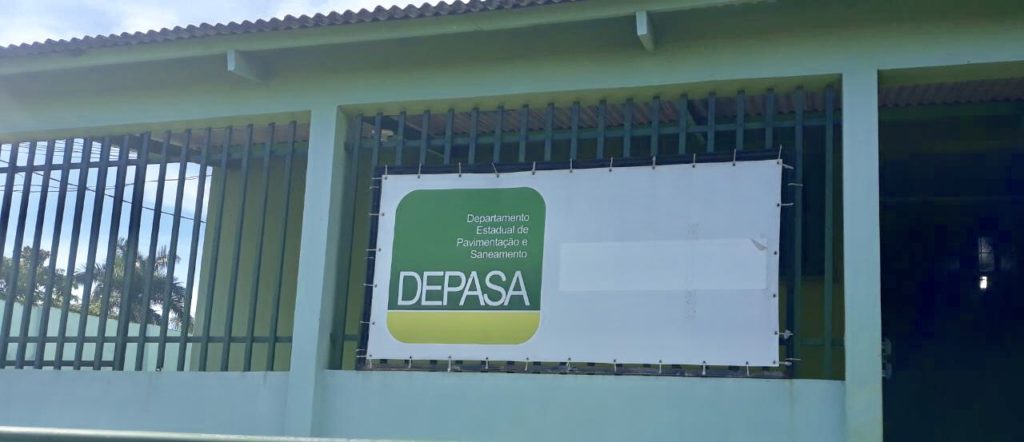 Departamento
Estadual de
Pavimentação e
Saneamento
DEPASA